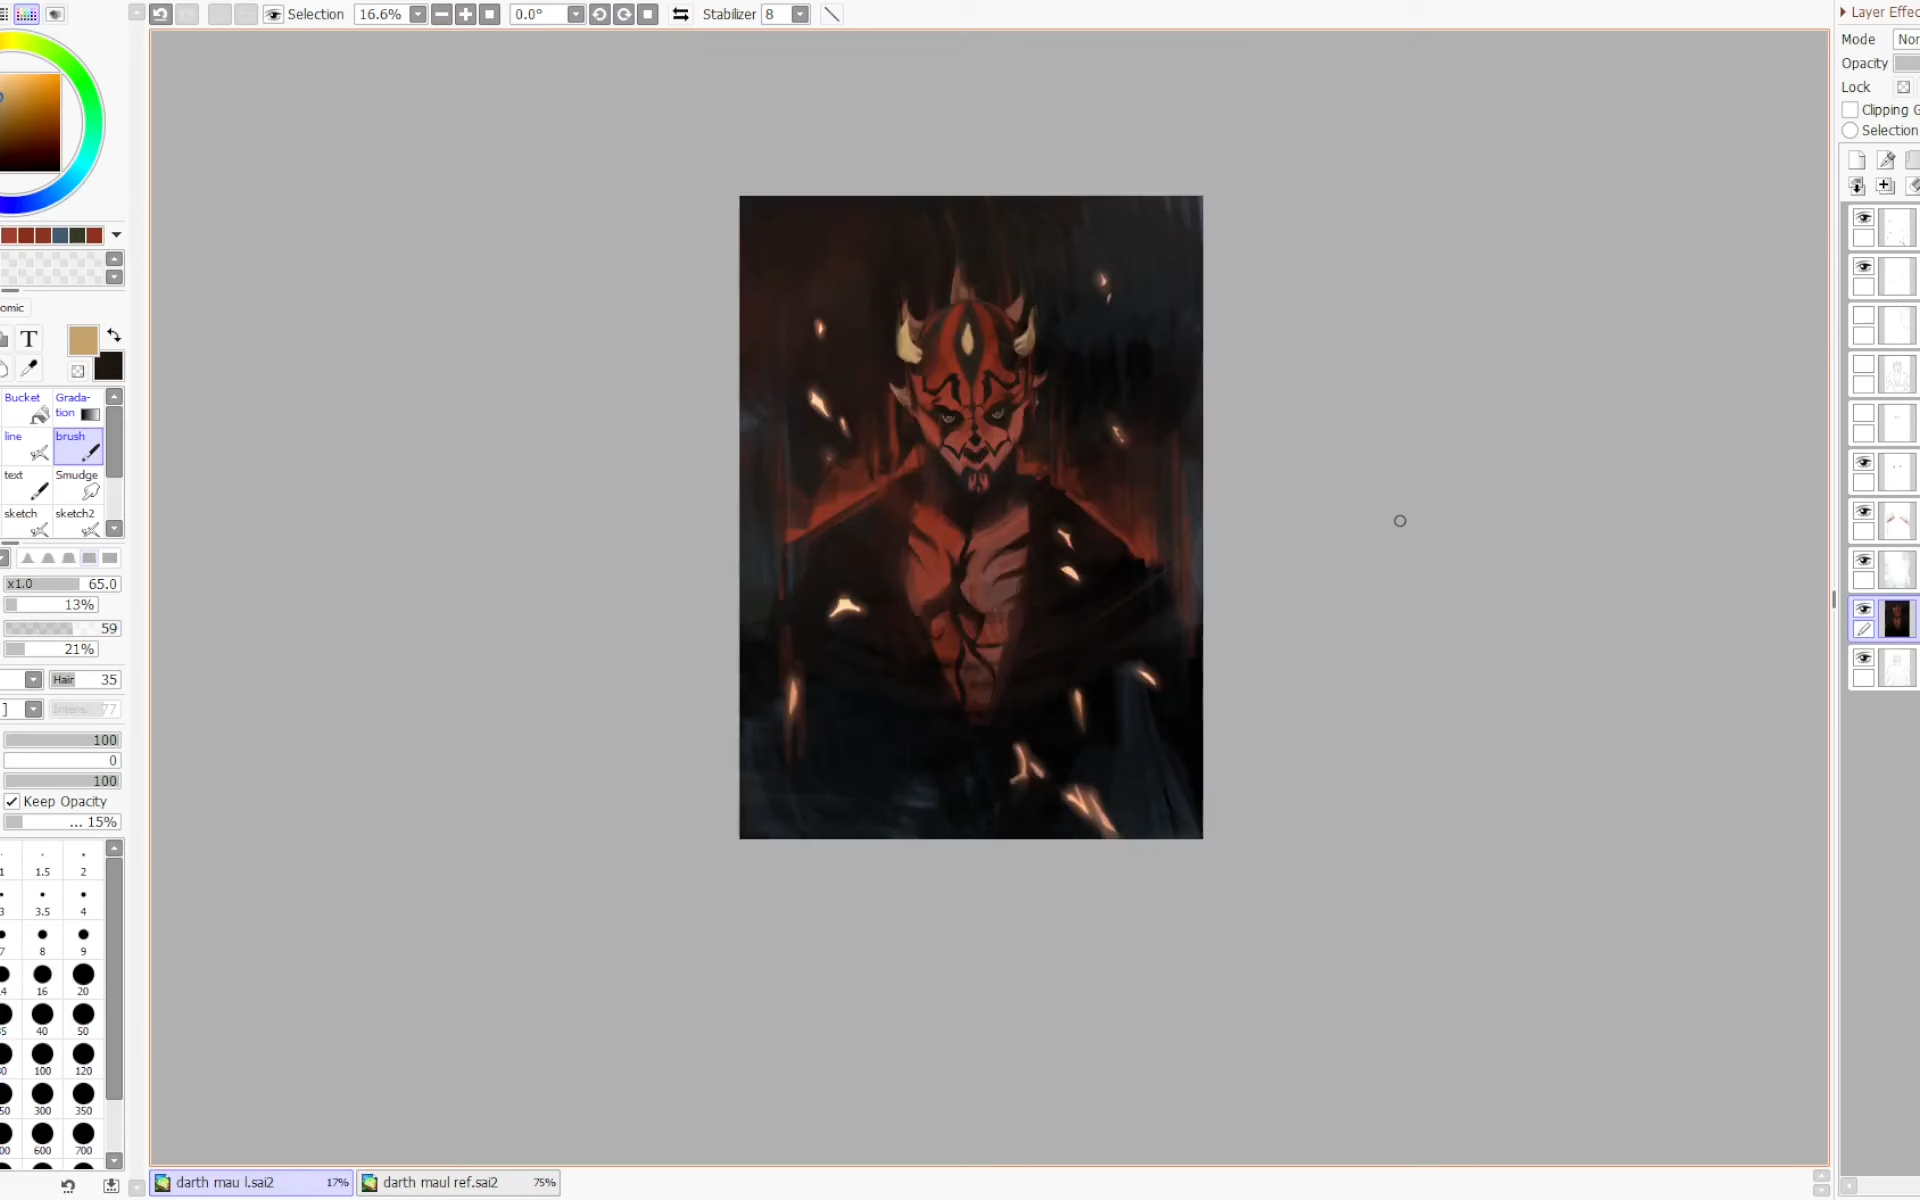 Selection 16.6% 0.0° Stabilizer 8
Layer Effec
Mode Nor
Opacity
Lock
Clipping G
Selection
omic
T
Bucket Grada-
tion
line brush
text Smudge
sketch sketch2
x1.0 65.0
13%
59
21%
Hair 35
] Intens. 77
100
0
100
Keep Opacity
... 15%
1 1.5 2
3 3.5 4
7 8 9
4 16 20
5 40 50
0 100 120
50 300 350
00 600 700
darth mau l.sai2 17% darth maul ref.sai2 75%